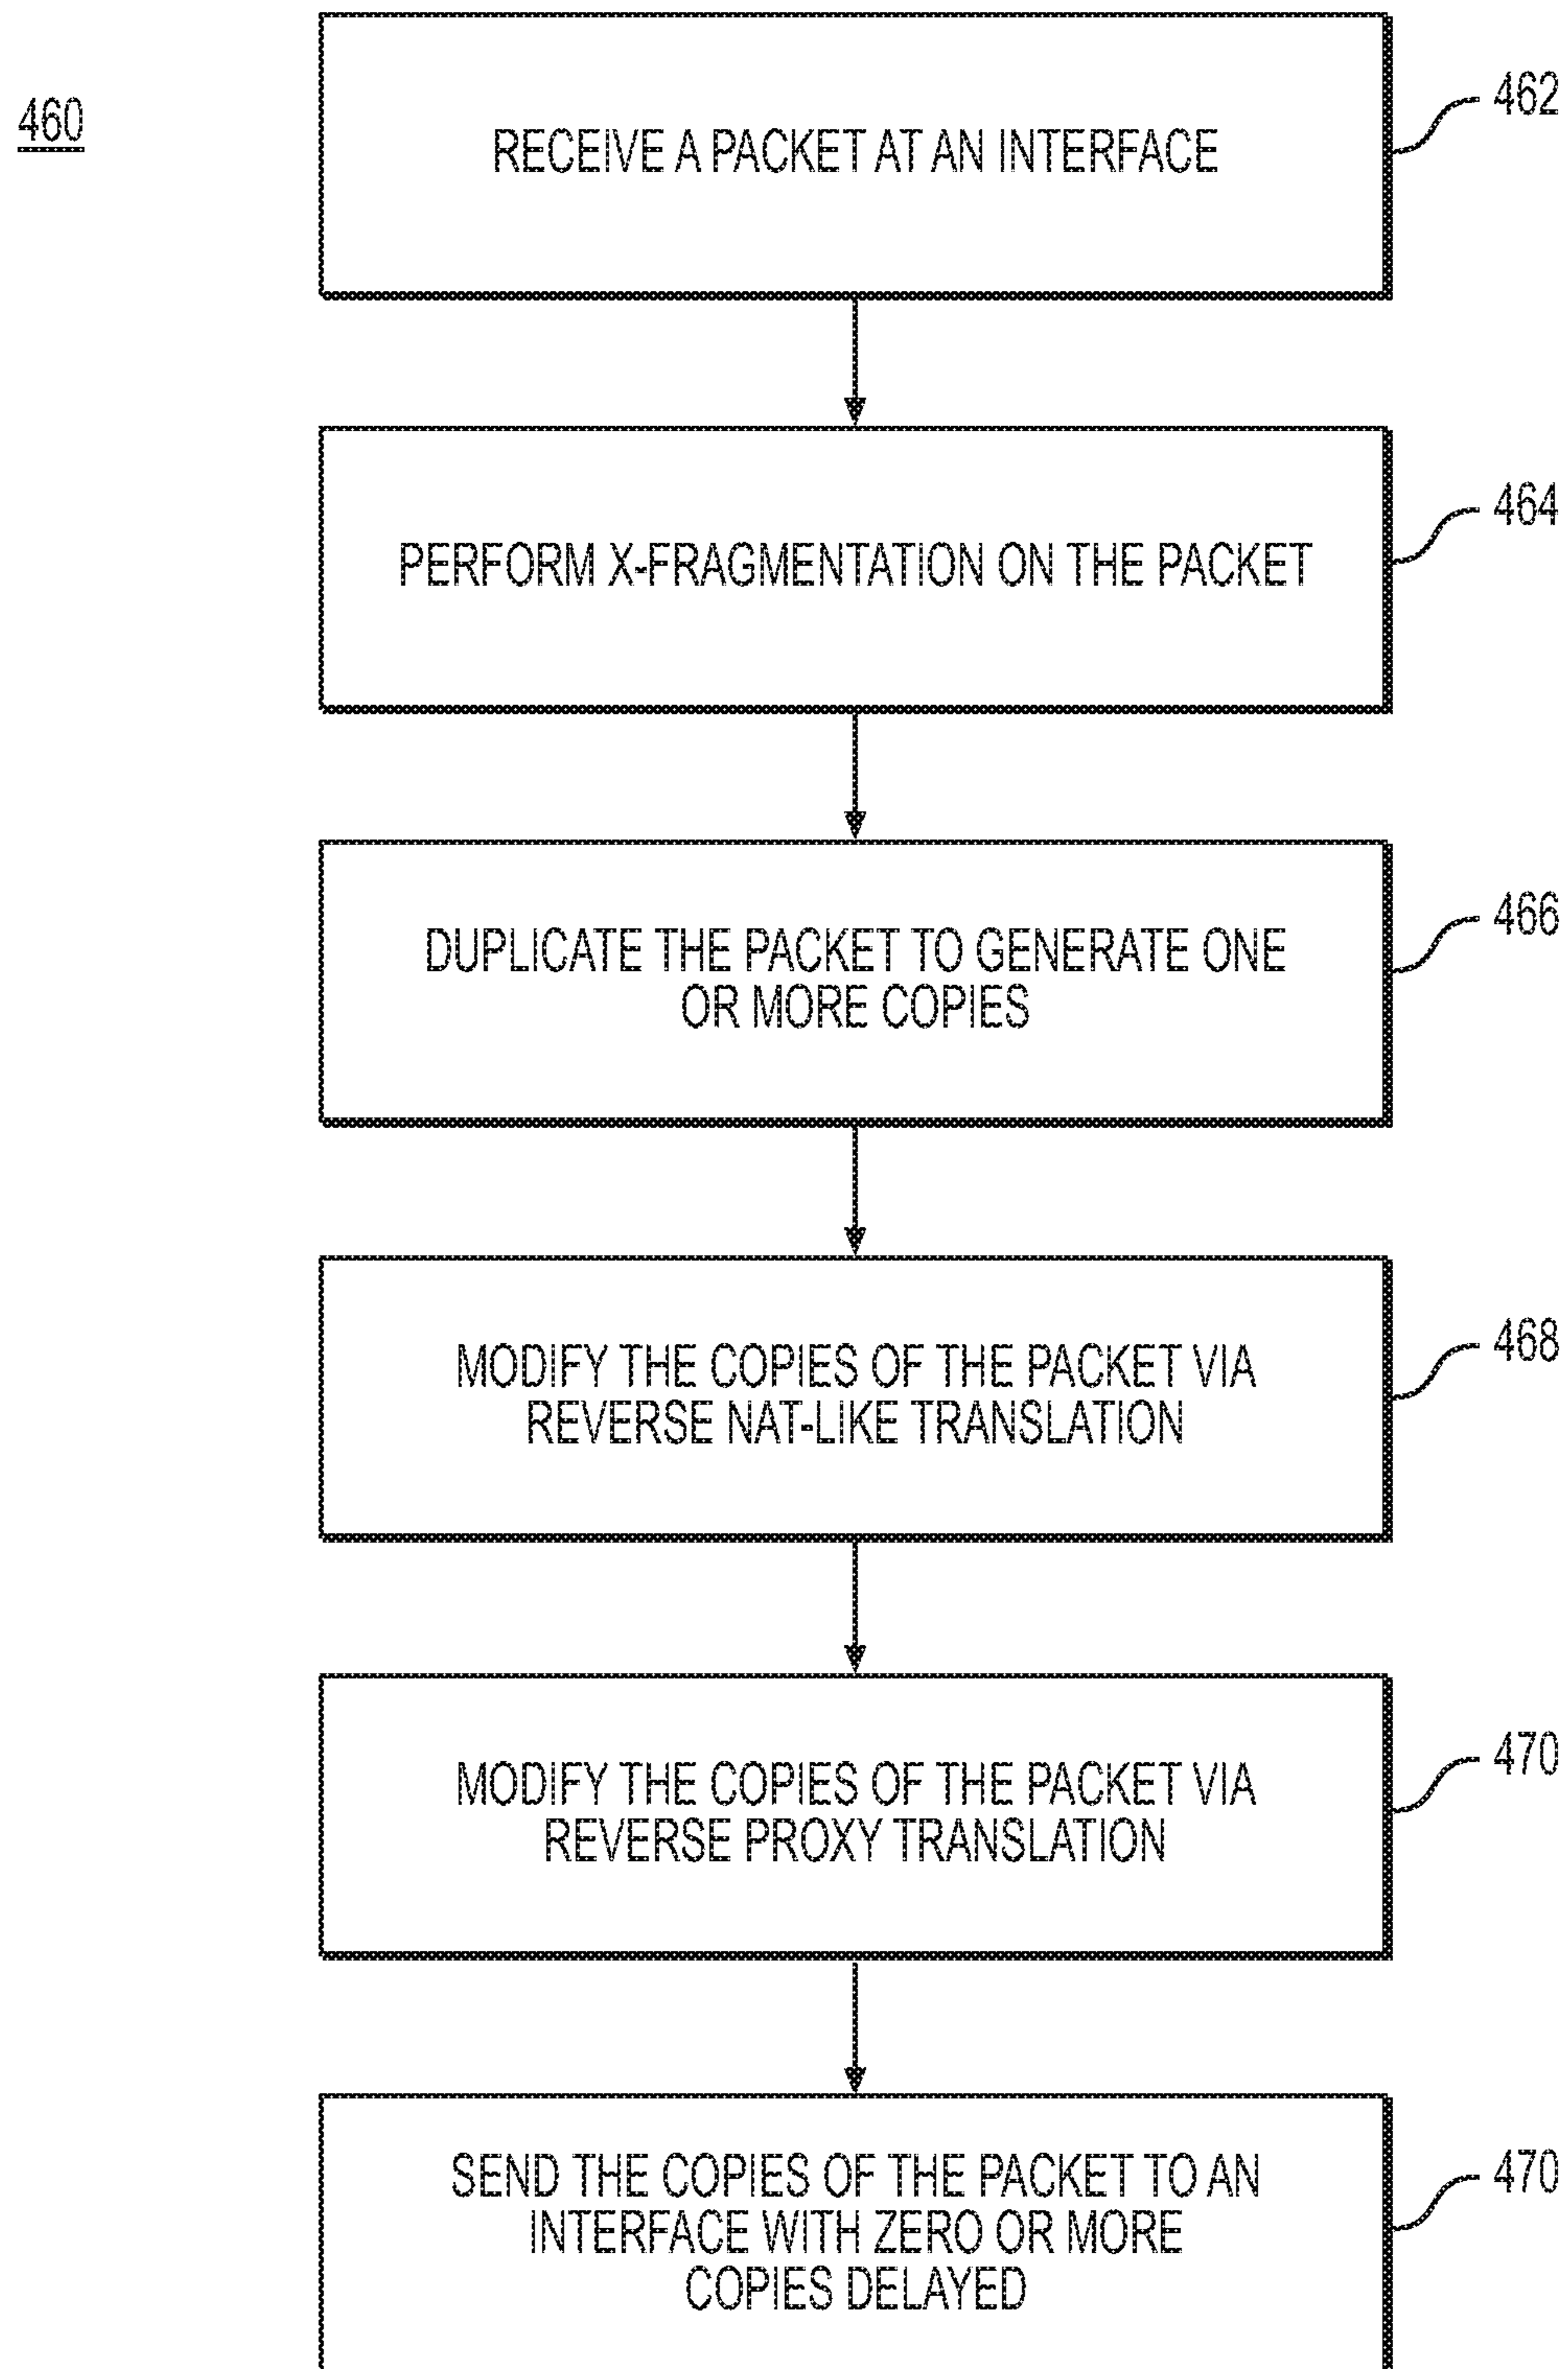 460
RECEIVE A PACKET AT AN INTERFACE
462
PERFORM X-FRAGMENTATION ON THE PACKET
464
DUPLICATE THE PACKET TO GENERATE ONE
OR MORE COPIES
466
MODIFY THE COPIES OF THE PACKET VIA
REVERSE NAT-LIKE TRANSLATION
468
MODIFY THE COPIES OF THE PACKET VIA
REVERSE PROXY TRANSLATION
470
SEND THE COPIES OF THE PACKET TO AN
INTERFACE WITH ZERO OR MORE
COPIES DELAYED
470